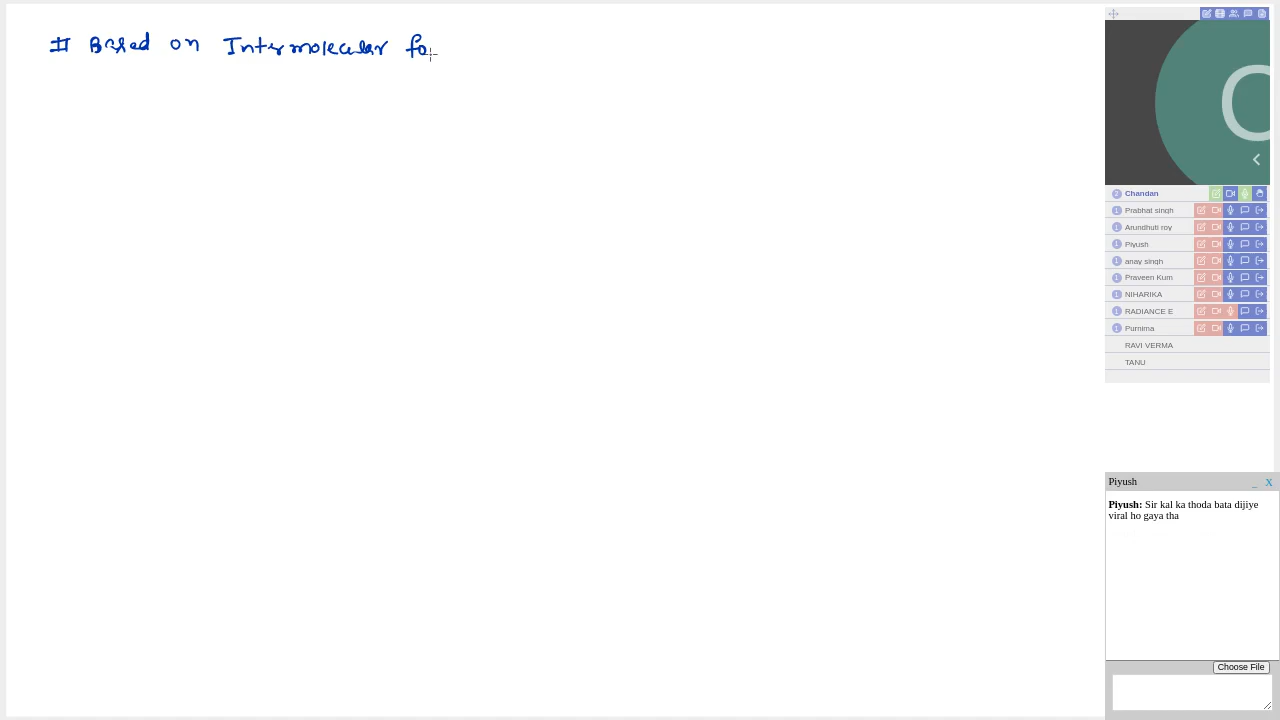 # Based on Intermolecular fo
Chandan
Prabhat singh
Arundhuti roy
Piyush
anay singh
Praveen Kum
NIHARIKA
RADIANCE E
Purnima
RAVI VERMA
TANU
Piyush _ X
Piyush: Sir kal ka thoda bata dijiye
viral ho gaya tha
Choose File